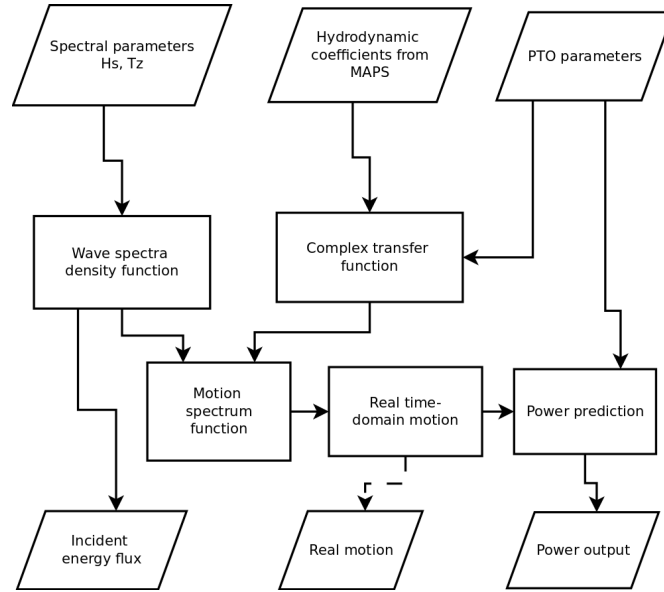 Spectral parameters
Hs, Tz
Hydrodynamic
coefficients from
MAPS
PTO parameters
Wave spectra
density function
Complex transfer
function
Motion
spectrum
function
Real time-
domain motion
Power prediction
Incident
energy flux
Real motion
Power output